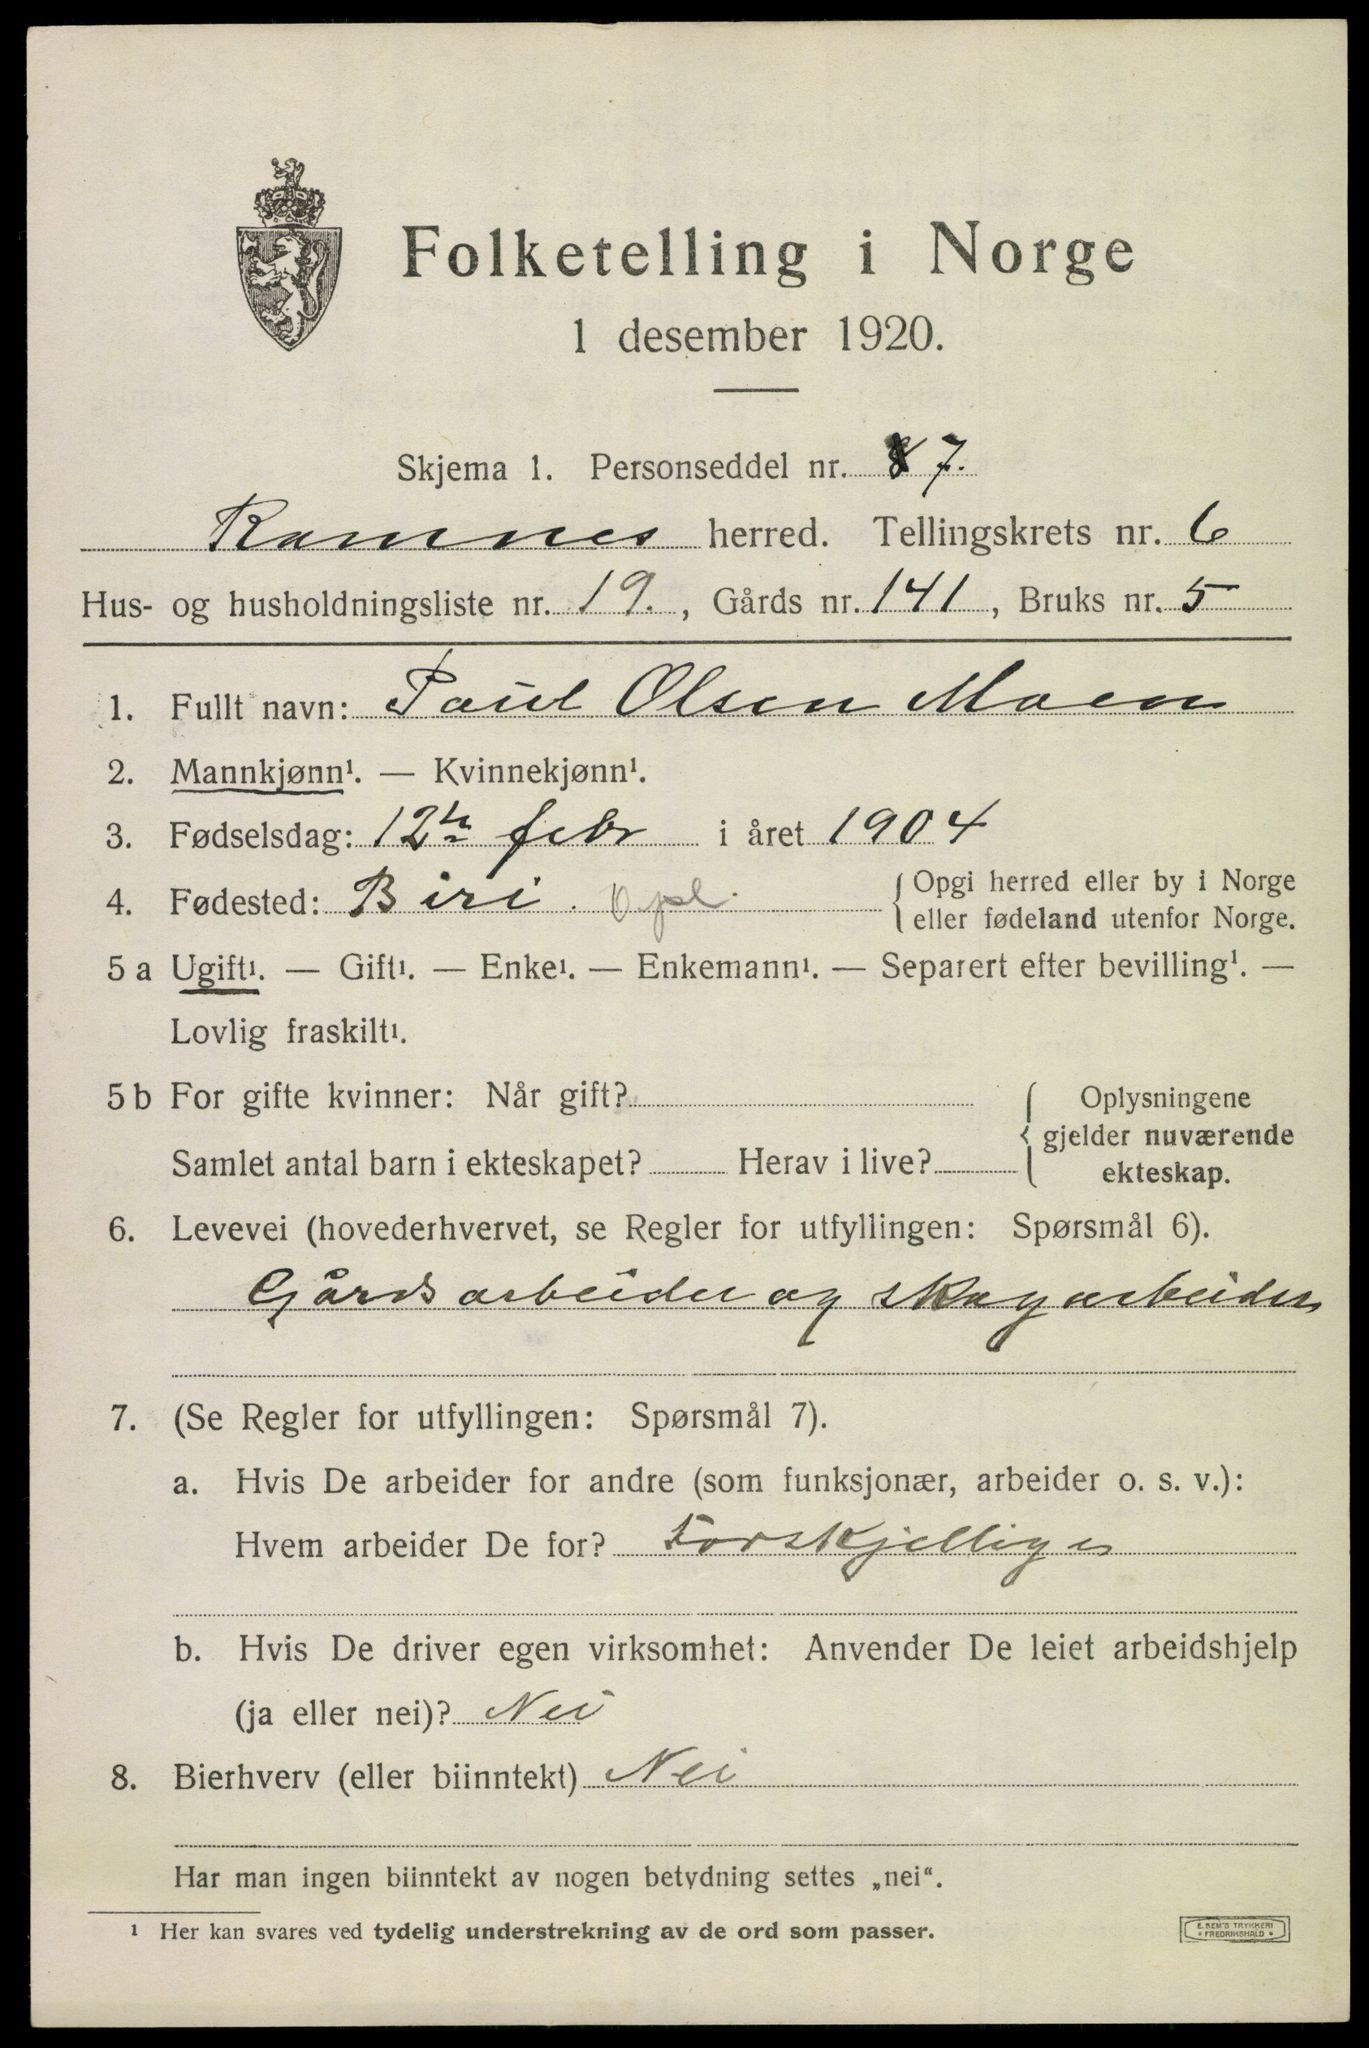 Folketelling i Norge
1 desember 1920.
Skjema 1. Personseddel nr. 7.
Ramnes herred. Tellingskrets nr. 6
Hus- og husholdningsliste nr. 19., Gårds nr. 141, Bruks nr. 5
1. Fullt navn: Paul Olsen Moen
2. Mannkjønn¹. — Kvinnekjønn¹.
3. Fødselsdag: 12te febr i året 1904
4. Fødested: Biri. Opl. Opgi herred eller by i Norge
eller fødeland utenfor Norge.
5 a Ugift¹. — Gift¹. — Enke¹. — Enkemann¹. — Separert efter bevilling¹. —
Lovlig fraskilt¹.
5 b For gifte kvinner: Når gift? Oplysningene
gjelder nuværende
Samlet antal barn i ekteskapet? Herav i live? ekteskap.
6. Levevei (hovederhvervet, se Regler for utfyllingen: Spørsmål 6).
Gårdsarbeider og skogarbeider
7. (Se Regler for utfyllingen: Spørsmål 7).
a. Hvis De arbeider for andre (som funksjonær, arbeider o. s. v.):
Hvem arbeider De for? Forskjellige
b. Hvis De driver egen virksomhet: Anvender De leiet arbeidshjelp
(ja eller nei)? Nei
8. Bierhverv (eller biinntekt) Nei
Har man ingen biinntekt av nogen betydning settes „nei“.
¹ Her kan svares ved tydelig understrekning av de ord som passer.
E. SEM'S TRYKKERI
FREDRIKSHALD